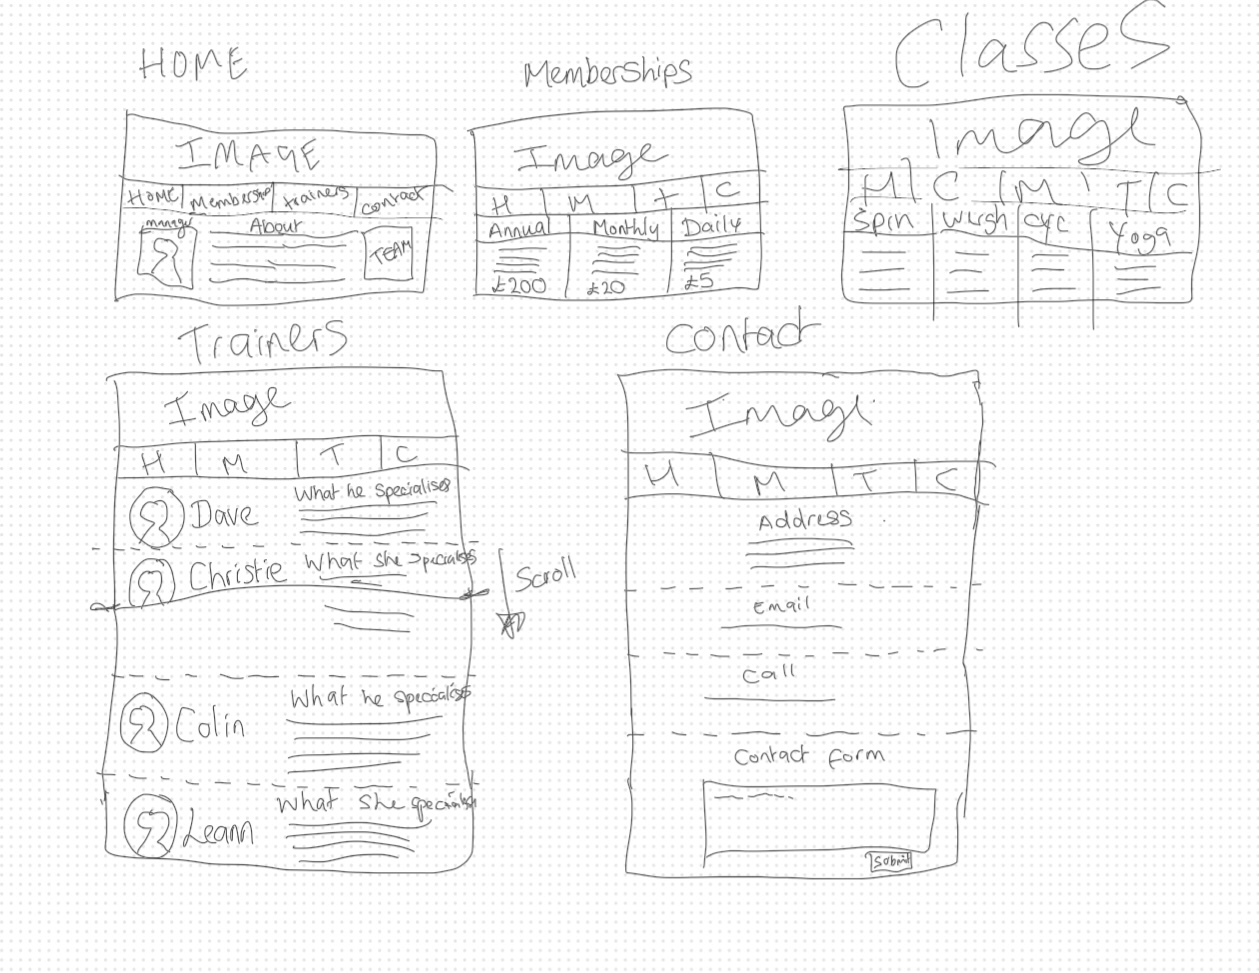 HOME
Memberships
Classes
IMAGE
HOME Membership trainers contact
manager About
TEAM
Image
H M t C
Annual Monthly Daily
£200 £20 £5
Image
H C M T C
Spin cyc Yoga
Trainers
Contact
Image
H M T C
Dave What he specialises
Christie What she specialises
Scroll
Colin What he specialises
Leann What she specialises
Image
H M T C
Address
Email
Call
Contact form
Submit